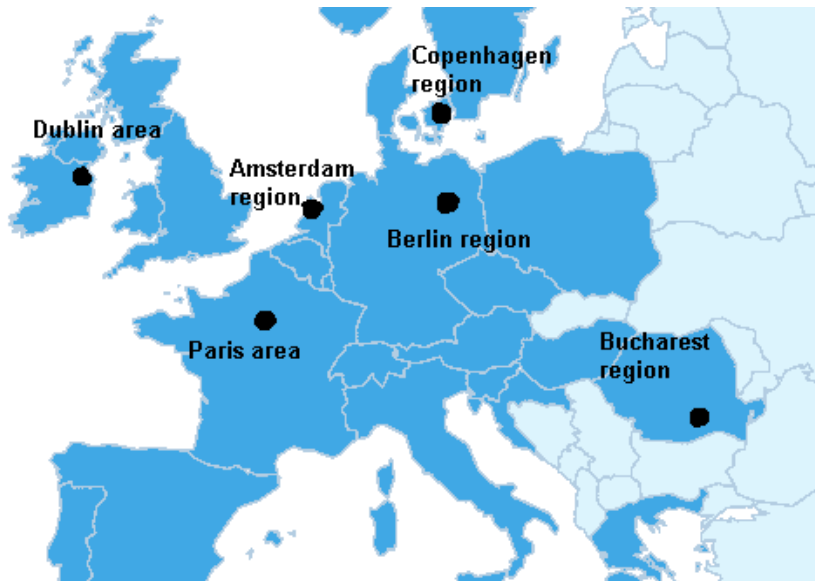 Copenhagen
region
Dublin area
Amsterdam
region
Berlin region
Paris area
Bucharest
region